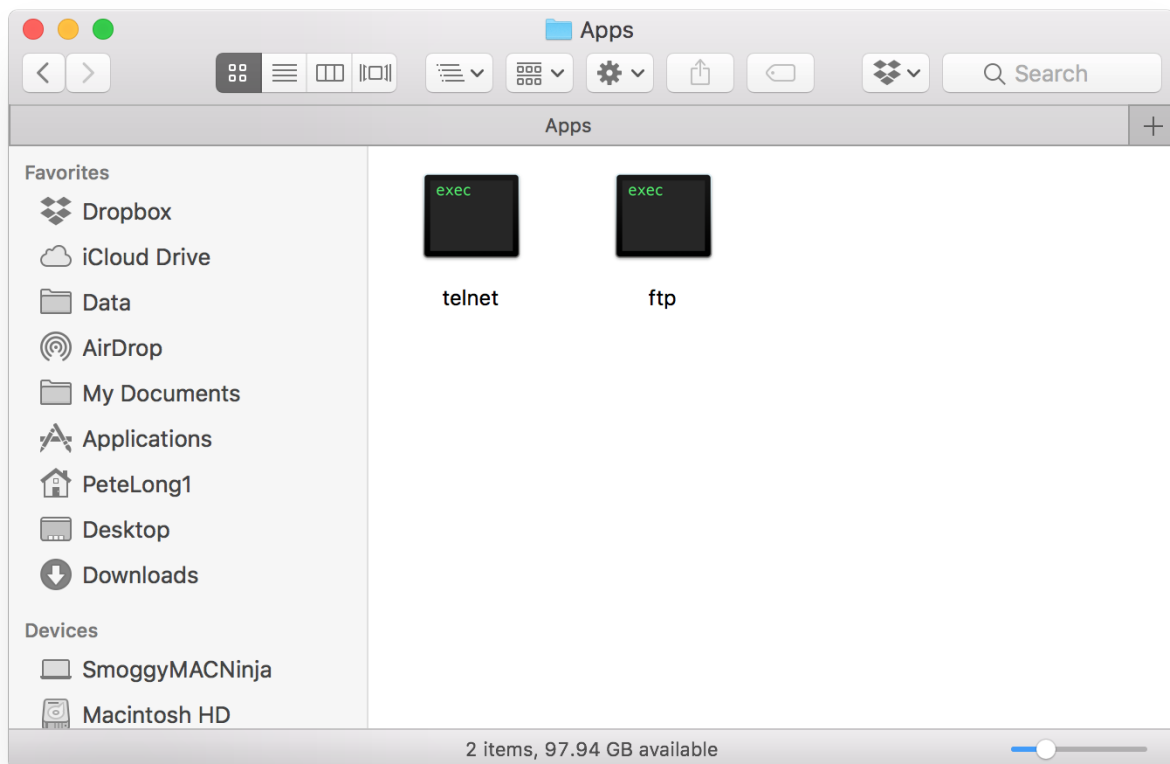 Apps
Search
Apps
Favorites
Dropbox
iCloud Drive
Data
AirDrop
My Documents
Applications
PeteLong1
Desktop
Downloads
Devices
SmoggyMACNinja
Macintosh HD
exec
exec
telnet
ftp
2 items, 97.94 GB available